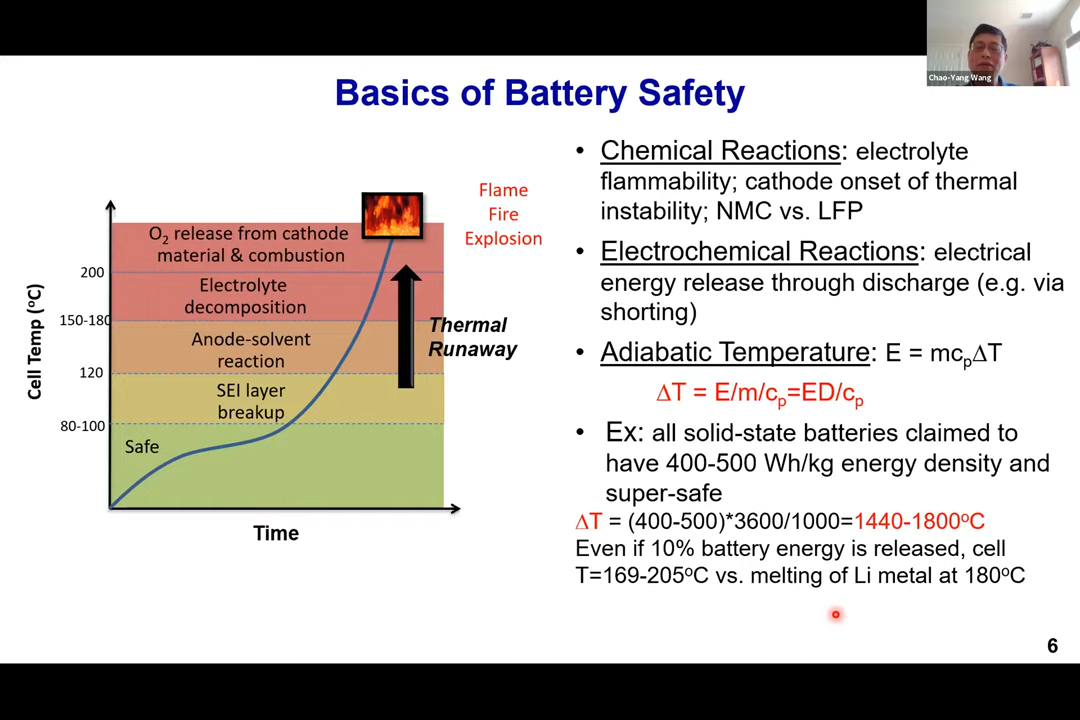 Chao-Yang Wang
Basics of Battery Safety
Flame
Fire
Explosion
O₂ release from cathode
material & combustion
200
Electrolyte
decomposition
150-180
Thermal
Runaway
Anode-solvent
reaction
120
SEI layer
breakup
80-100
Safe
Cell Temp (ºC)
Time
• Chemical Reactions: electrolyte
flammability; cathode onset of thermal
instability; NMC vs. LFP
• Electrochemical Reactions: electrical
energy release through discharge (e.g. via
shorting)
• Adiabatic Temperature: E = mcₚΔT
ΔT = E/m/cₚ=ED/cₚ
• Ex: all solid-state batteries claimed to
have 400-500 Wh/kg energy density and
super-safe
ΔT = (400-500)*3600/1000=1440-1800ºC
Even if 10% battery energy is released, cell
T=169-205ºC vs. melting of Li metal at 180ºC
6